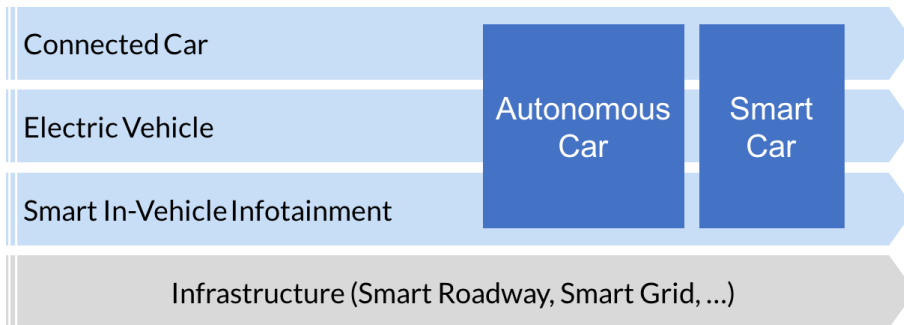 Connected Car
Electric Vehicle
Smart In-Vehicle Infotainment
Autonomous
Car
Smart
Car
Infrastructure (Smart Roadway, Smart Grid, ...)